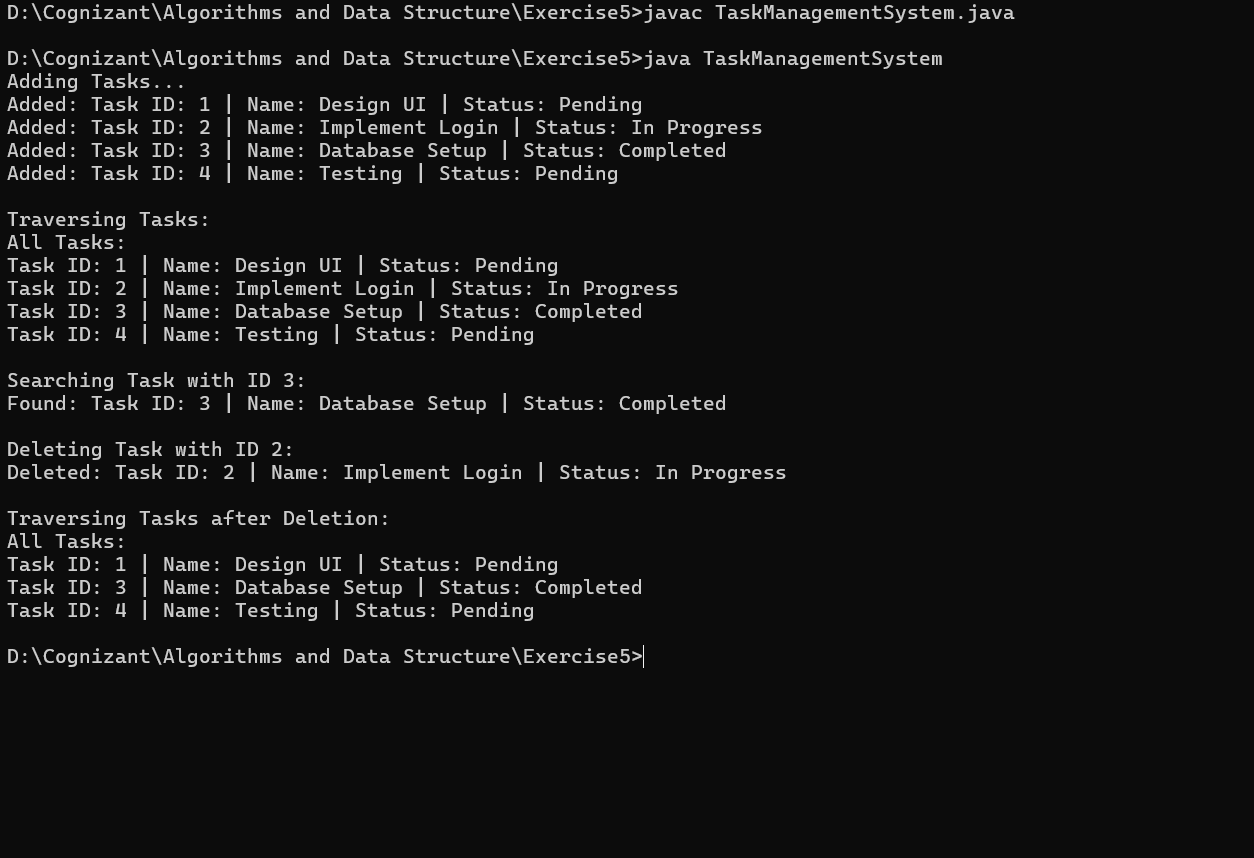 D:\Cognizant\Algorithms and Data Structure\Exercise5>javac TaskManagementSystem.java
D:\Cognizant\Algorithms and Data Structure\Exercise5>java TaskManagementSystem
Adding Tasks...
Added: Task ID: 1 | Name: Design UI | Status: Pending
Added: Task ID: 2 | Name: Implement Login | Status: In Progress
Added: Task ID: 3 | Name: Database Setup | Status: Completed
Added: Task ID: 4 | Name: Testing | Status: Pending
Traversing Tasks:
All Tasks:
Task ID: 1 | Name: Design UI | Status: Pending
Task ID: 2 | Name: Implement Login | Status: In Progress
Task ID: 3 | Name: Database Setup | Status: Completed
Task ID: 4 | Name: Testing | Status: Pending
Searching Task with ID 3:
Found: Task ID: 3 | Name: Database Setup | Status: Completed
Deleting Task with ID 2:
Deleted: Task ID: 2 | Name: Implement Login | Status: In Progress
Traversing Tasks after Deletion:
All Tasks:
Task ID: 1 | Name: Design UI | Status: Pending
Task ID: 3 | Name: Database Setup | Status: Completed
Task ID: 4 | Name: Testing | Status: Pending
D:\Cognizant\Algorithms and Data Structure\Exercise5>